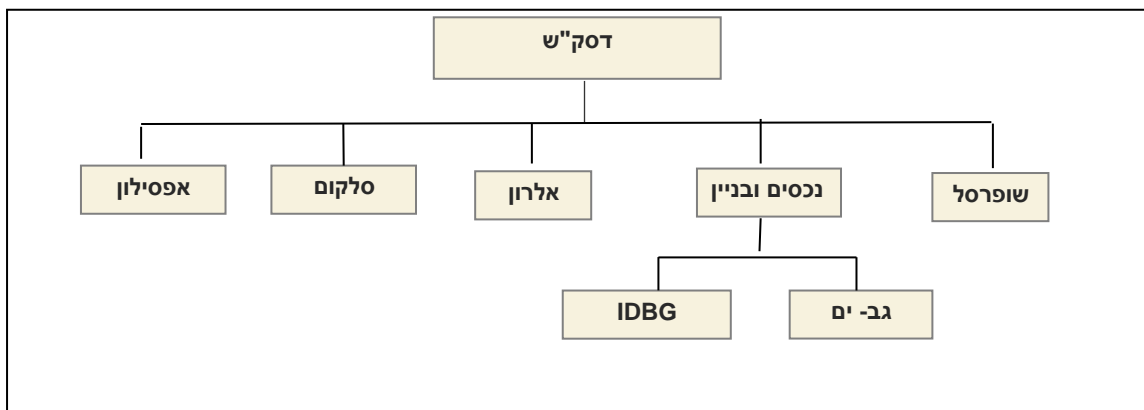 דסק"ש
שופרסל
נכסים ובניין
אלרון
סלקום
אפסילון
גב- ים
IDBG